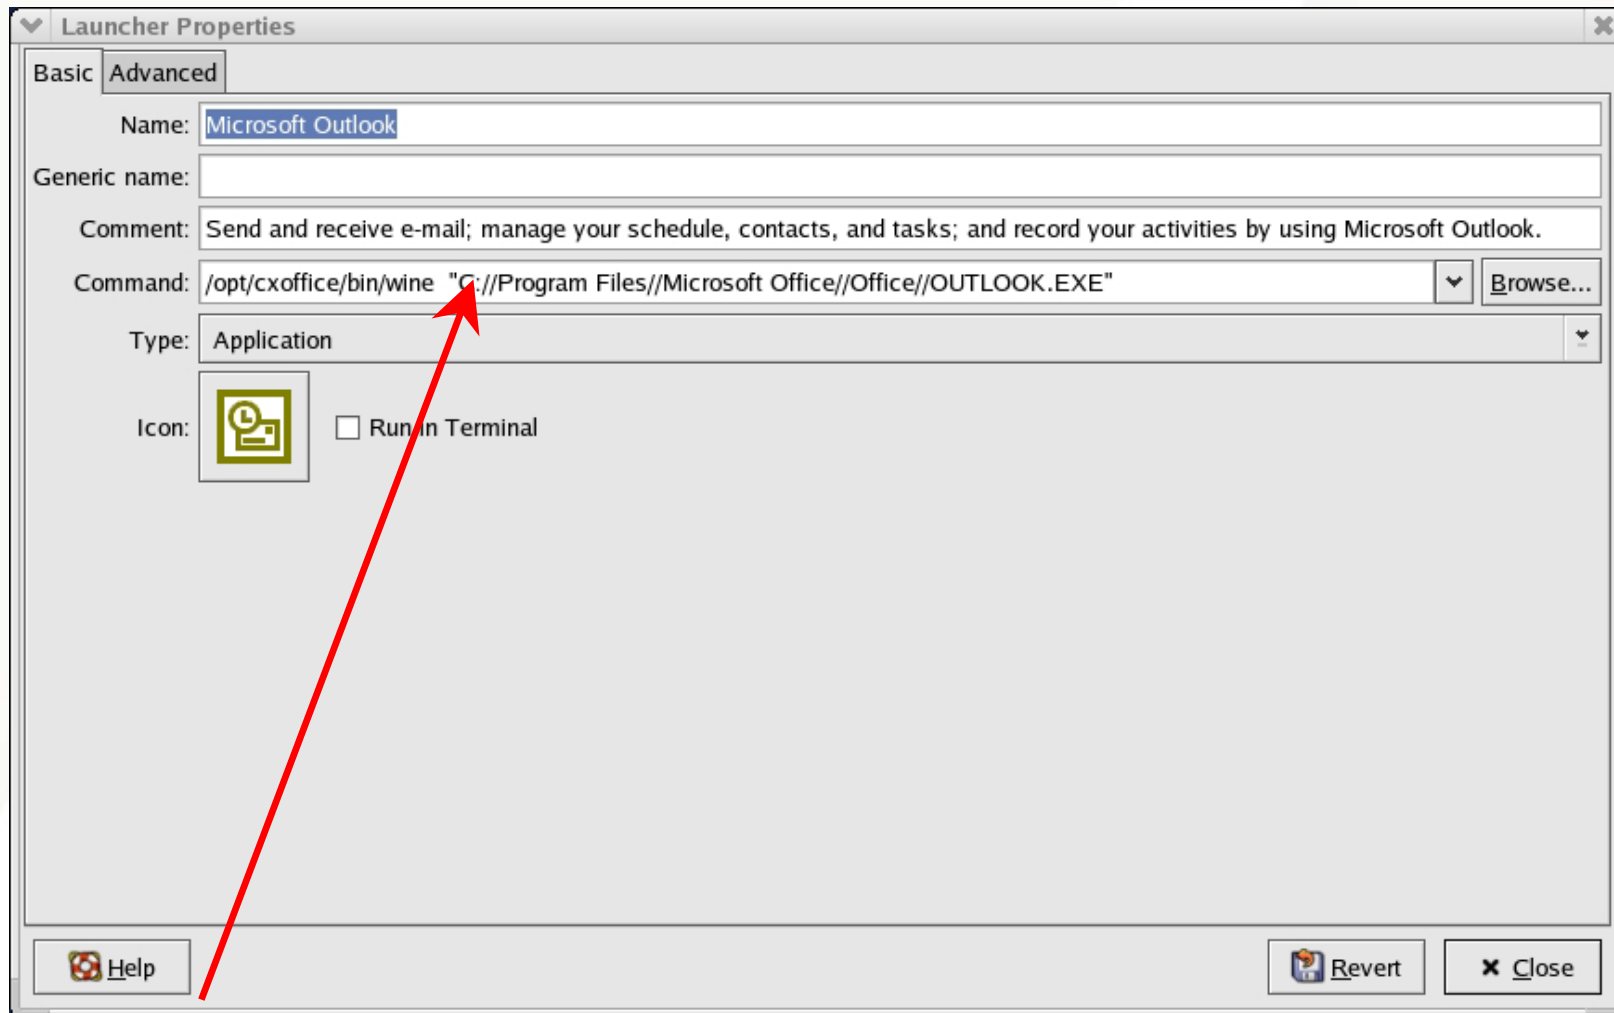 Launcher Properties
Basic Advanced
Name: Microsoft Outlook
Generic name:
Comment: Send and receive e-mail; manage your schedule, contacts, and tasks; and record your activities by using Microsoft Outlook.
Command: /opt/cxoffice/bin/wine  "C://Program Files//Microsoft Office//Office//OUTLOOK.EXE" Browse...
Type: Application
Icon: Run in Terminal
Help Revert Close